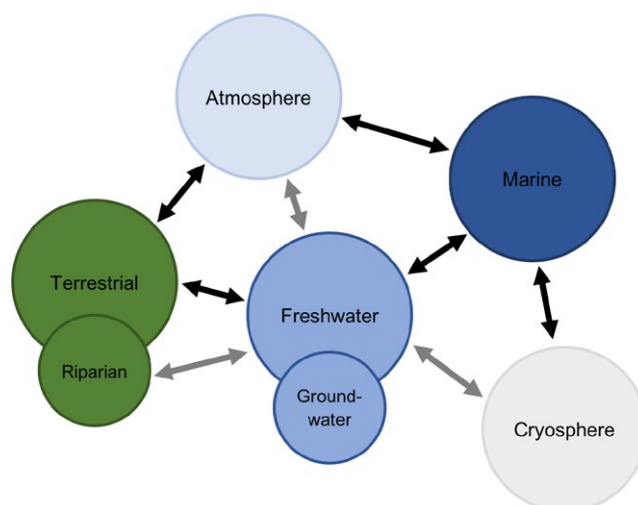 Atmosphere
Marine
Terrestrial
Freshwater
Riparian
Ground-
water
Cryosphere